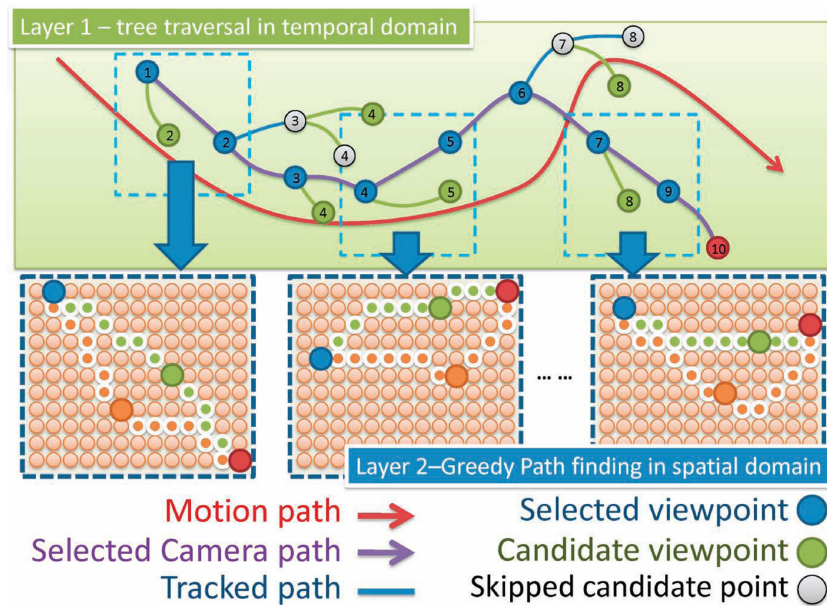 Layer 1 – tree traversal in temporal domain
1
2
2
3
4
4
3
4
4
5
5
6
7
8
8
7
8
9
10
... ...
Layer 2–Greedy Path finding in spatial domain
Motion path
Selected viewpoint
Selected Camera path
Candidate viewpoint
Tracked path
Skipped candidate point